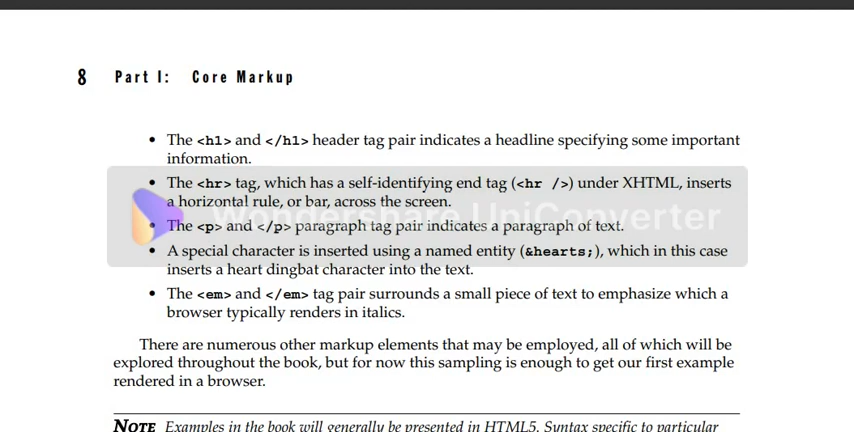 8 Part I: Core Markup
• The <h1> and </h1> header tag pair indicates a headline specifying some important
information.
• The <hr> tag, which has a self-identifying end tag (<hr />) under XHTML, inserts
a horizontal rule, or bar, across the screen.
Wondershare UniConverter
• The <p> and </p> paragraph tag pair indicates a paragraph of text.
• A special character is inserted using a named entity (&hearts;), which in this case
inserts a heart dingbat character into the text.
• The <em> and </em> tag pair surrounds a small piece of text to emphasize which a
browser typically renders in italics.
There are numerous other markup elements that may be employed, all of which will be
explored throughout the book, but for now this sampling is enough to get our first example
rendered in a browser.
NOTE Examples in the book will generally be presented in HTML5. Syntax specific to particular